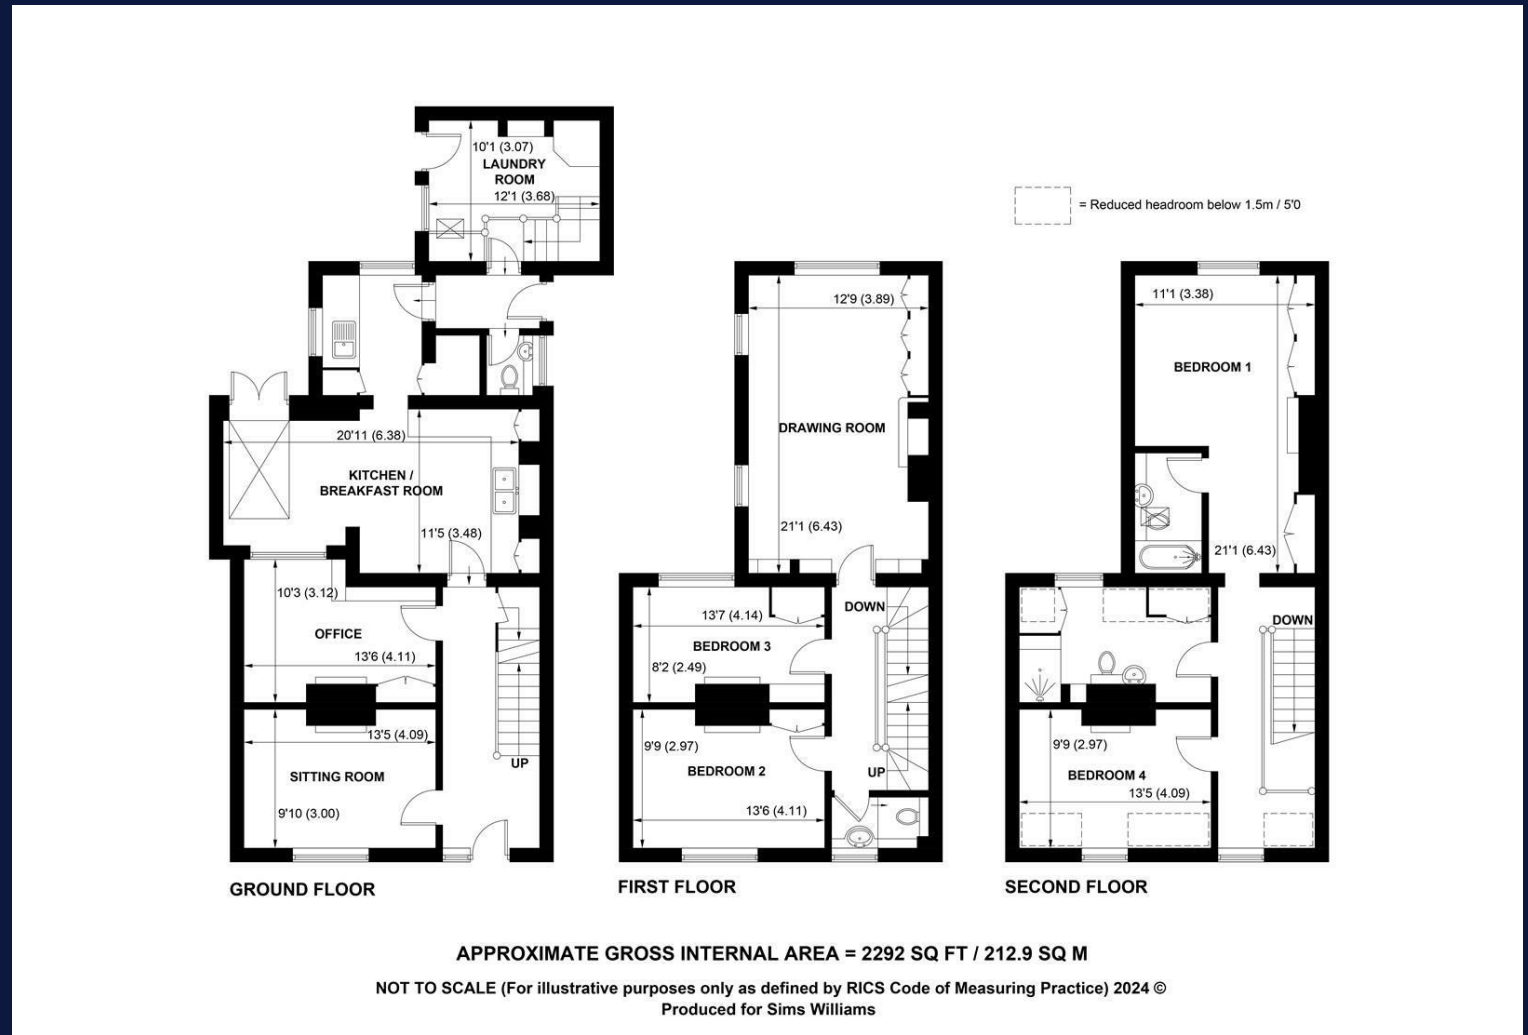 10'1 (3.07)
LAUNDRY
ROOM
12'1 (3.68)
20'11 (6.38)
KITCHEN /
BREAKFAST ROOM
11'5 (3.48)
10'3 (3.12)
OFFICE
13'6 (4.11)
13'5 (4.09)
SITTING ROOM
9'10 (3.00)
UP
GROUND FLOOR
12'9 (3.89)
DRAWING ROOM
21'1 (6.43)
DOWN
13'7 (4.14)
BEDROOM 3
8'2 (2.49)
9'9 (2.97)
BEDROOM 2
UP
13'6 (4.11)
FIRST FLOOR
= Reduced headroom below 1.5m / 5'0
11'1 (3.38)
BEDROOM 1
21'1 (6.43)
DOWN
9'9 (2.97)
BEDROOM 4
13'5 (4.09)
SECOND FLOOR
APPROXIMATE GROSS INTERNAL AREA = 2292 SQ FT / 212.9 SQ M
NOT TO SCALE (For illustrative purposes only as defined by RICS Code of Measuring Practice) 2024 ©
Produced for Sims Williams